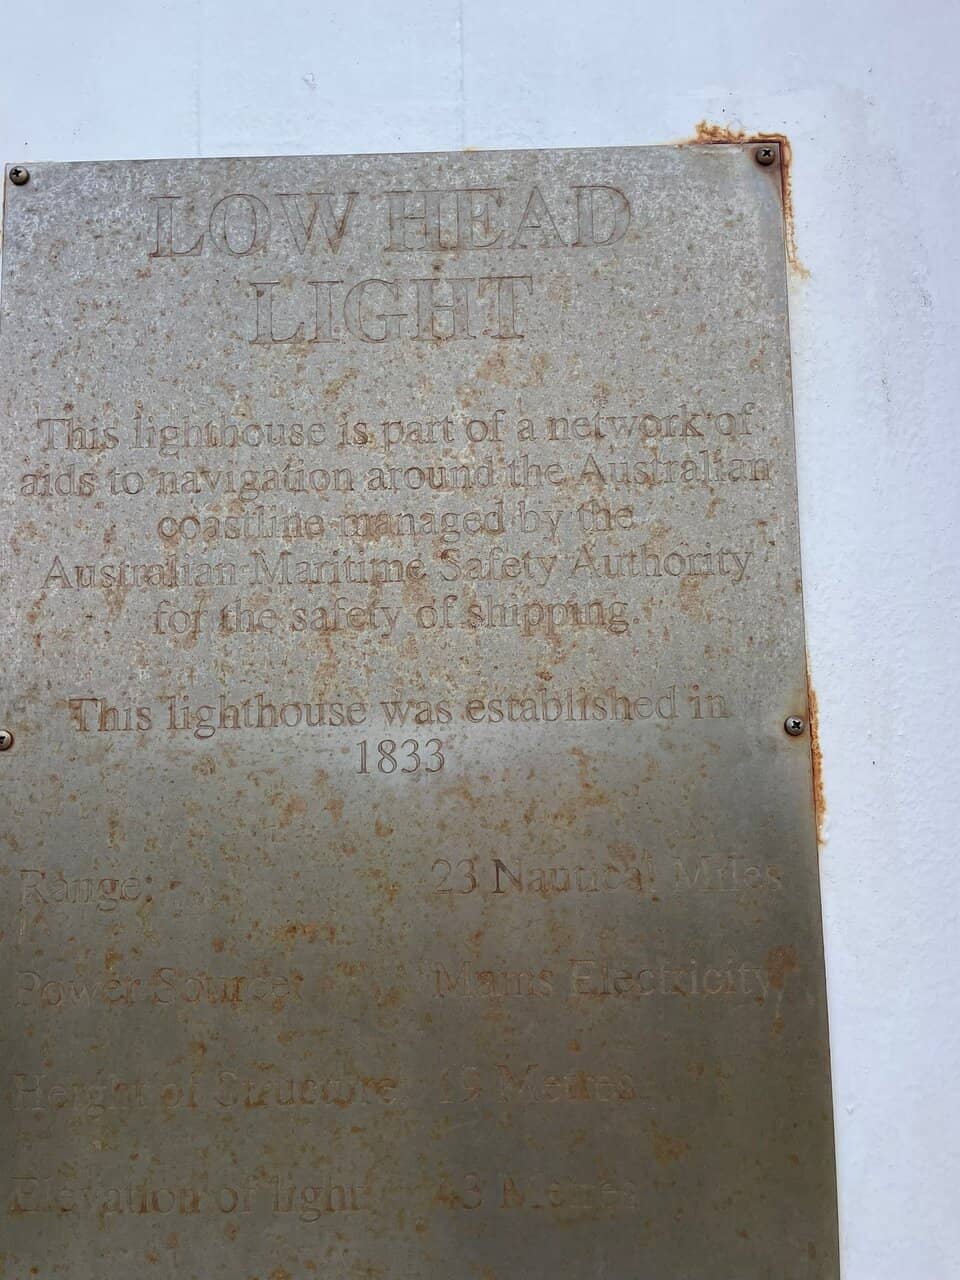 LOW HEAD
LIGHT
This lighthouse is part of a network of
aids to navigation around the Australian
coastline managed by the
Australian Maritime Safety Authority
for the safety of shipping.
This lighthouse was established in
1833
Range: 23 Nautical Miles
Power Source: Mains Electricity
Height of Structure 19 Metres
Elevation of light 43 Metres